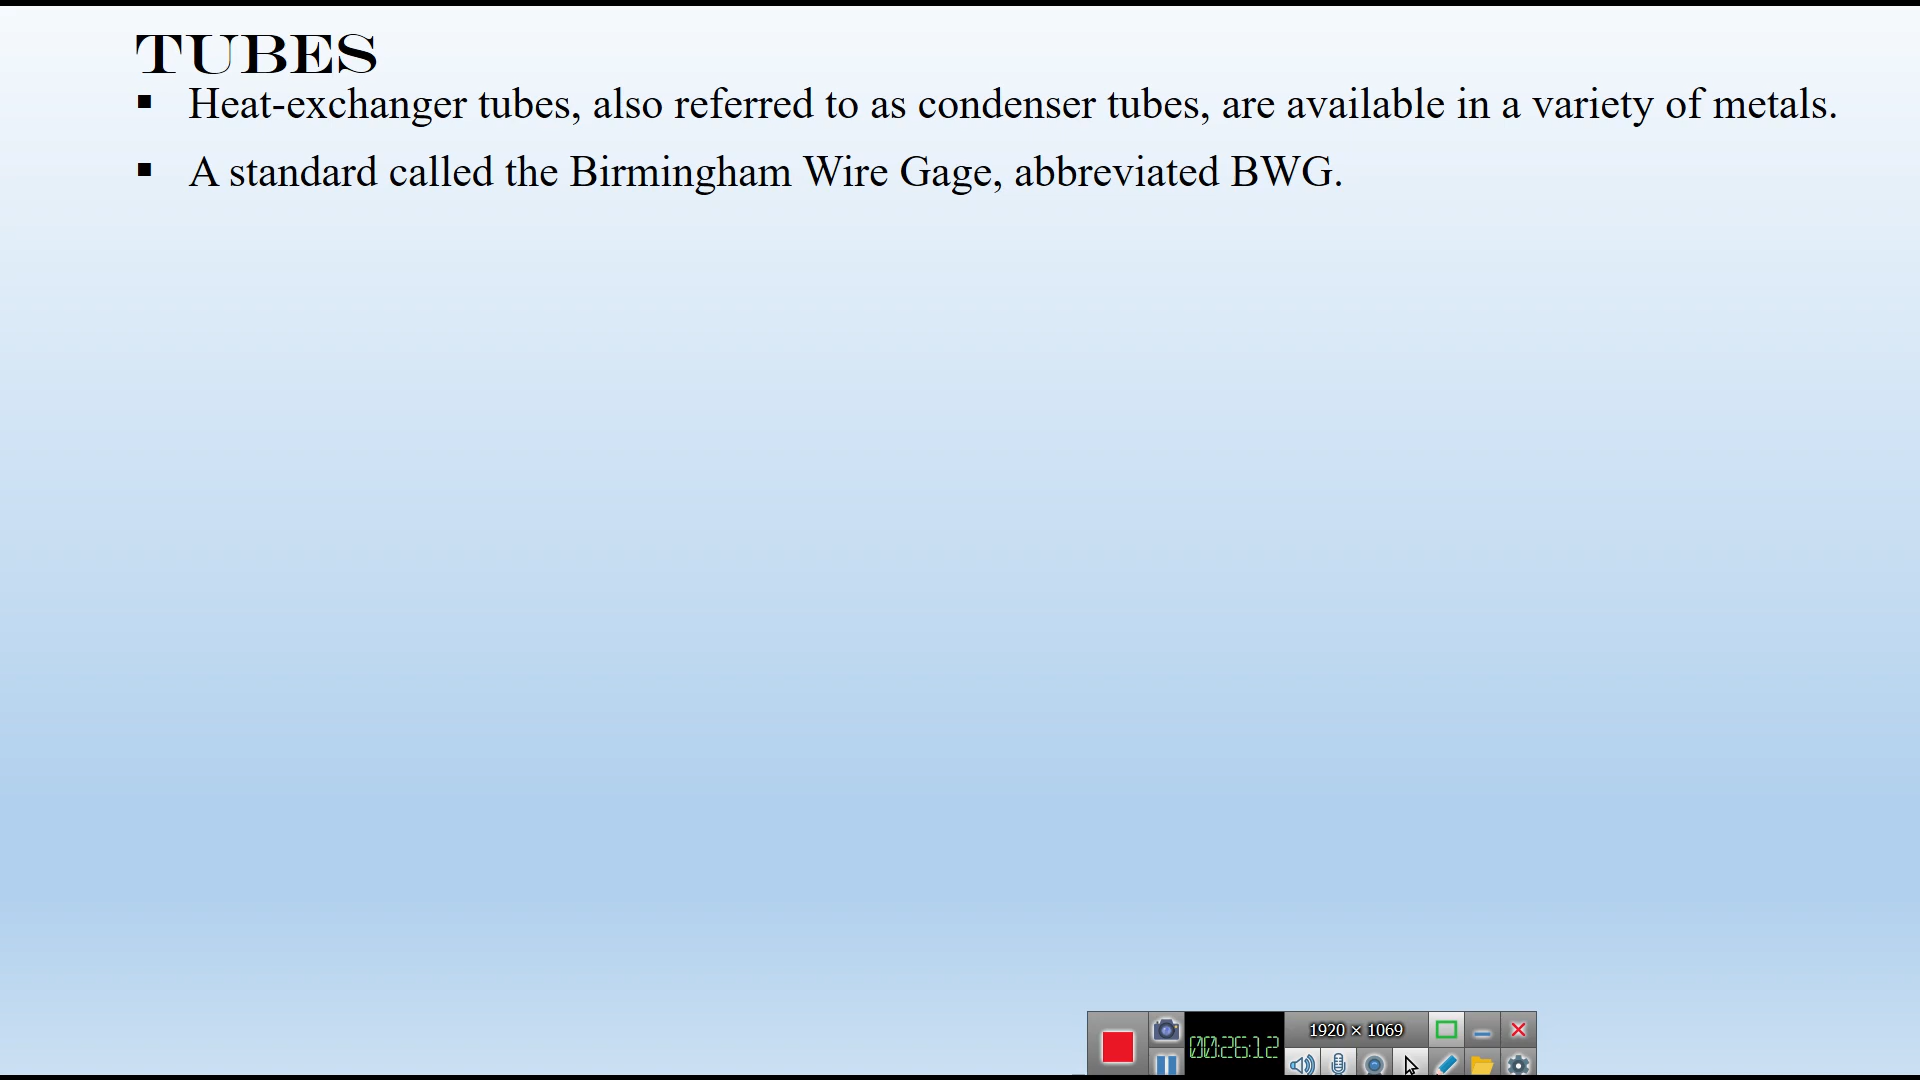 TUBES
▪ Heat-exchanger tubes, also referred to as condenser tubes, are available in a variety of metals.
▪ A standard called the Birmingham Wire Gage, abbreviated BWG.
1920 × 1069
00:26:12